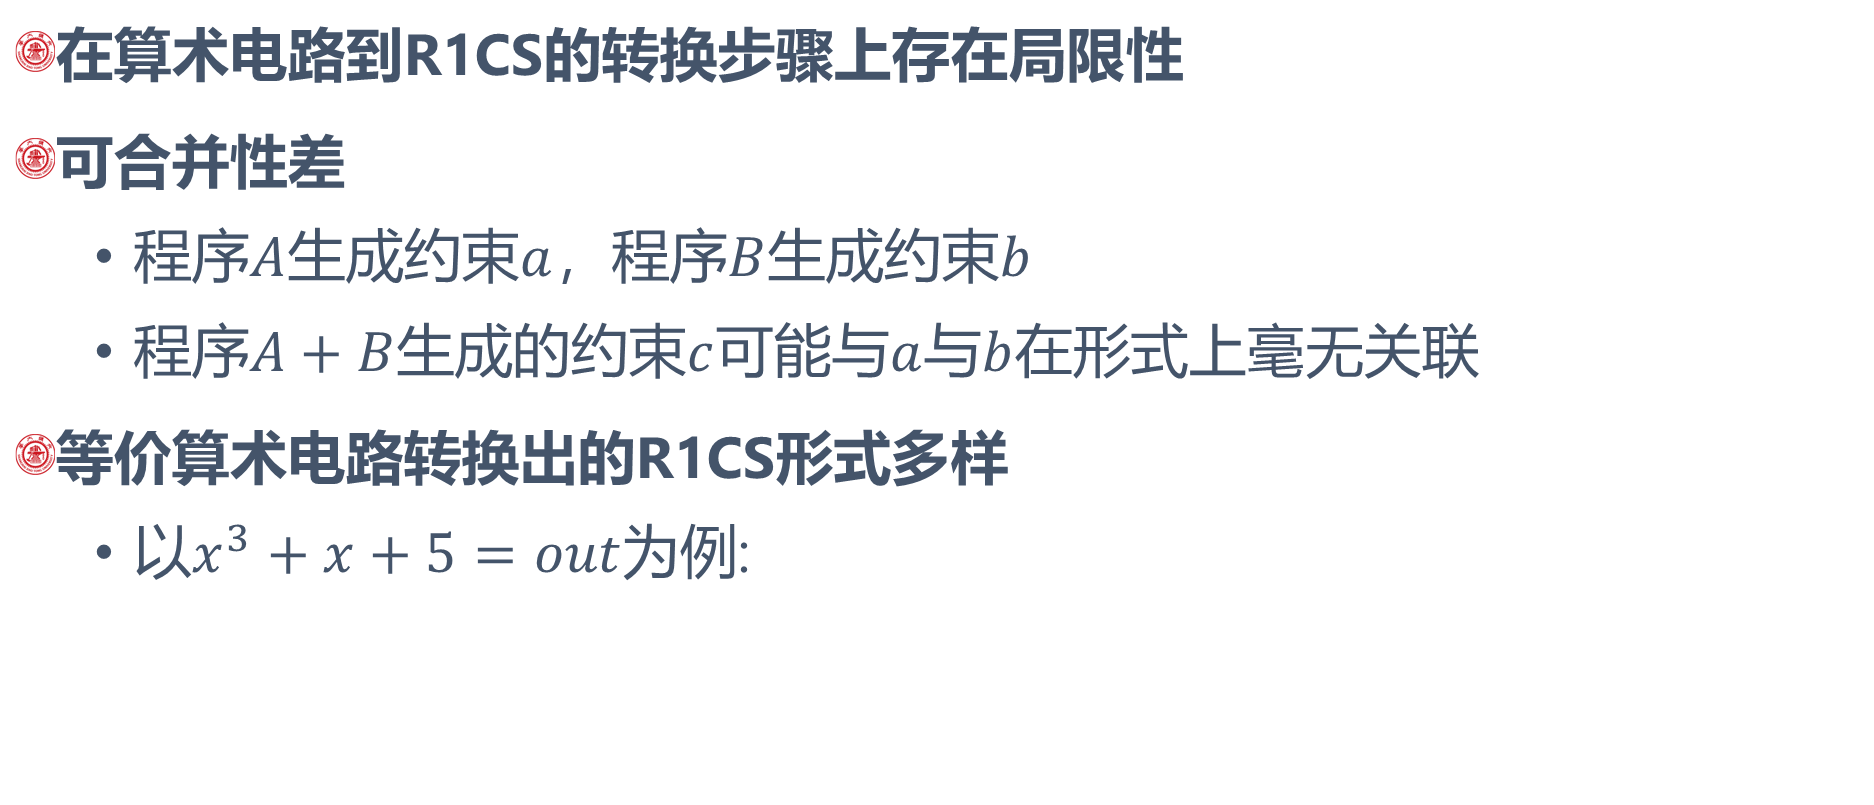 在算术电路到R1CS的转换步骤上存在局限性
可合并性差
• 程序A生成约束a，程序B生成约束b
• 程序A + B生成的约束c可能与a与b在形式上毫无关联
等价算术电路转换出的R1CS形式多样
• 以x³ + x + 5 = out为例: